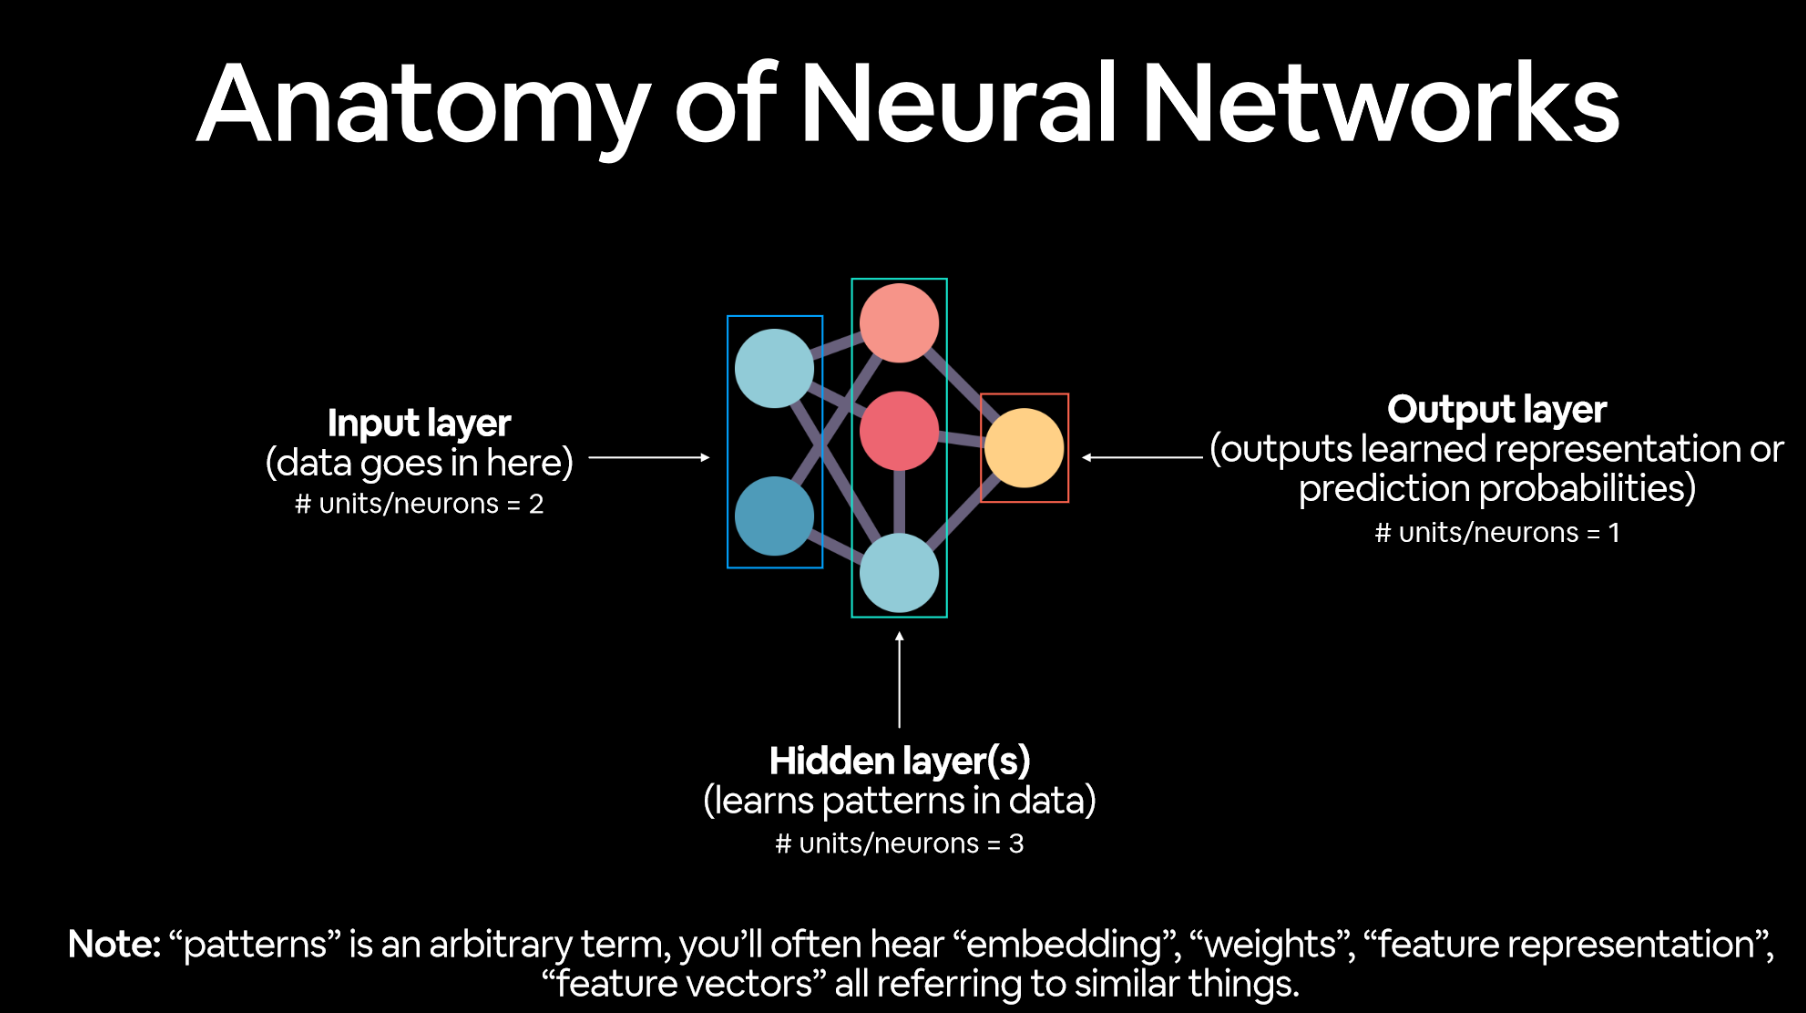 Anatomy of Neural Networks
Input layer
(data goes in here)
# units/neurons = 2
Output layer
(outputs learned representation or
prediction probabilities)
# units/neurons = 1
Hidden layer(s)
(learns patterns in data)
# units/neurons = 3
Note: “patterns” is an arbitrary term, you’ll often hear “embedding”, “weights”, “feature representation”,
“feature vectors” all referring to similar things.